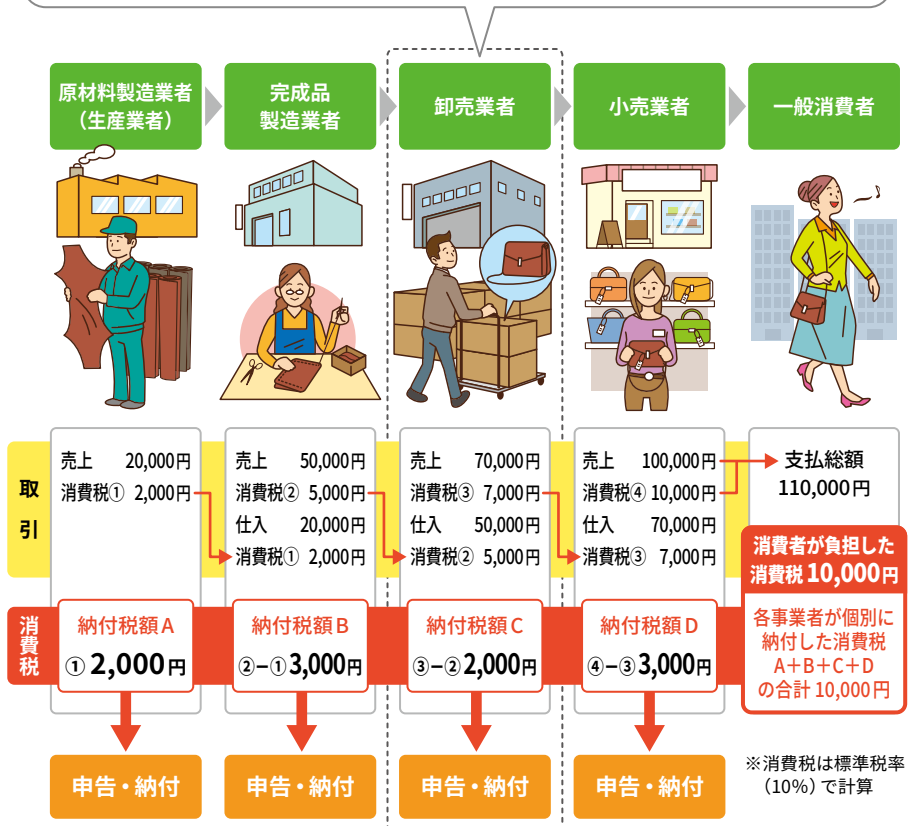 原材料製造業者
（生産業者）
完成品
製造業者
卸売業者
小売業者
一般消費者
取引
売上 20,000円
消費税① 2,000円
売上 50,000円
消費税② 5,000円
仕入 20,000円
消費税① 2,000円
売上 70,000円
消費税③ 7,000円
仕入 50,000円
消費税② 5,000円
売上 100,000円
消費税④ 10,000円
仕入 70,000円
消費税③ 7,000円
支払総額
110,000円
消費者が負担した
消費税 10,000円
各事業者が個別に
納付した消費税
A＋B＋C＋D
の合計 10,000円
消費税
納付税額A
① 2,000円
納付税額B
②−① 3,000円
納付税額C
③−② 2,000円
納付税額D
④−③ 3,000円
申告・納付
申告・納付
申告・納付
申告・納付
※消費税は標準税率
（10%）で計算